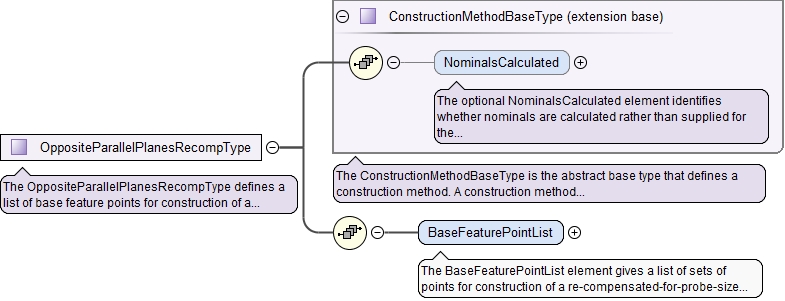 ConstructionMethodBaseType (extension base)
NominalsCalculated
The optional NominalsCalculated element identifies
whether nominals are calculated rather than supplied for
the...
OppositeParallelPlanesRecompType
The OppositeParallelPlanesRecompType defines a
list of base feature points for construction of a...
The ConstructionMethodBaseType is the abstract base type that defines a
construction method. A construction method...
BaseFeaturePointList
The BaseFeaturePointList element gives a list of sets of
points for construction of a re-compensated-for-probe-size...